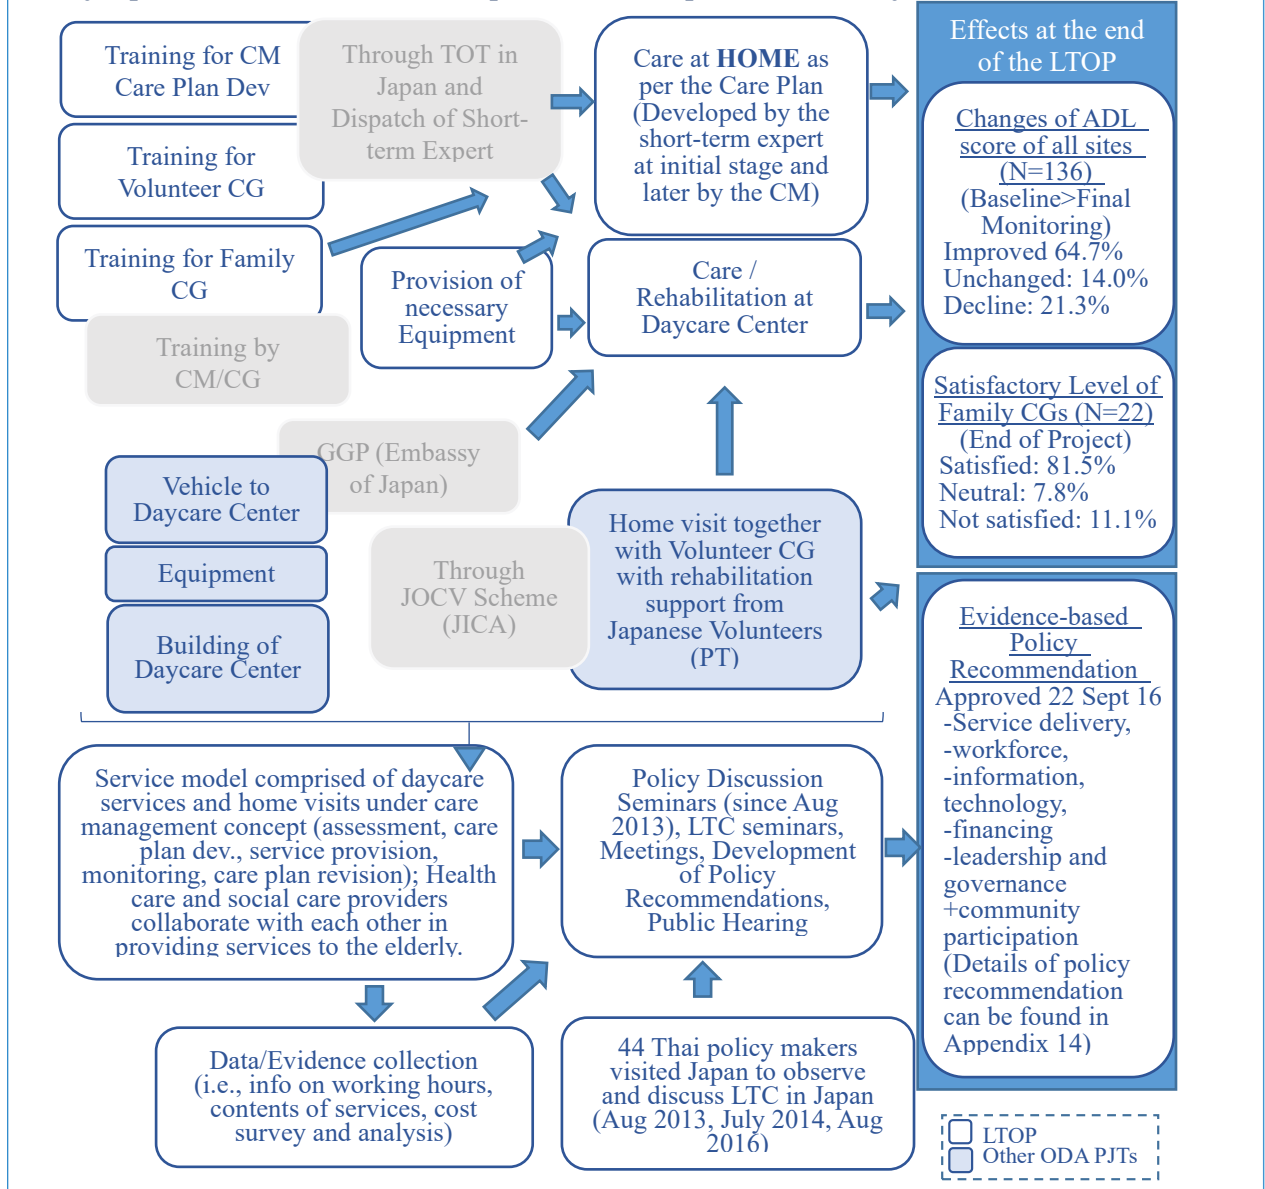 Training for CM
Care Plan Dev
Training for
Volunteer CG
Training for Family
CG
Training by
CM/CG
Through TOT in
Japan and
Dispatch of Short-
term Expert
Provision of
necessary
Equipment
Care at HOME as
per the Care Plan
(Developed by the
short-term expert
at initial stage and
later by the CM)
Care /
Rehabilitation at
Daycare Center
GGP (Embassy
of Japan)
Vehicle to
Daycare Center
Equipment
Building of
Daycare Center
Through
JOCV Scheme
(JICA)
Home visit together
with Volunteer CG
with rehabilitation
support from
Japanese Volunteers
(PT)
Effects at the end
of the LTOP
Changes of ADL
score of all sites
(N=136)
(Baseline>Final
Monitoring)
Improved 64.7%
Unchanged: 14.0%
Decline: 21.3%
Satisfactory Level of
Family CGs (N=22)
(End of Project)
Satisfied: 81.5%
Neutral: 7.8%
Not satisfied: 11.1%
Evidence-based
Policy
Recommendation
Approved 22 Sept 16
-Service delivery,
-workforce,
-information,
technology,
-financing
-leadership and
governance
+community
participation
(Details of policy
recommendation
can be found in
Appendix 14)
Service model comprised of daycare
services and home visits under care
management concept (assessment, care
plan dev., service provision,
monitoring, care plan revision); Health
care and social care providers
collaborate with each other in
providing services to the elderly.
Policy Discussion
Seminars (since Aug
2013), LTC seminars,
Meetings, Development
of Policy
Recommendations,
Public Hearing
Data/Evidence collection
(i.e., info on working hours,
contents of services, cost
survey and analysis)
44 Thai policy makers
visited Japan to observe
and discuss LTC in Japan
(Aug 2013, July 2014, Aug
2016)
LTOP
Other ODA PJTs